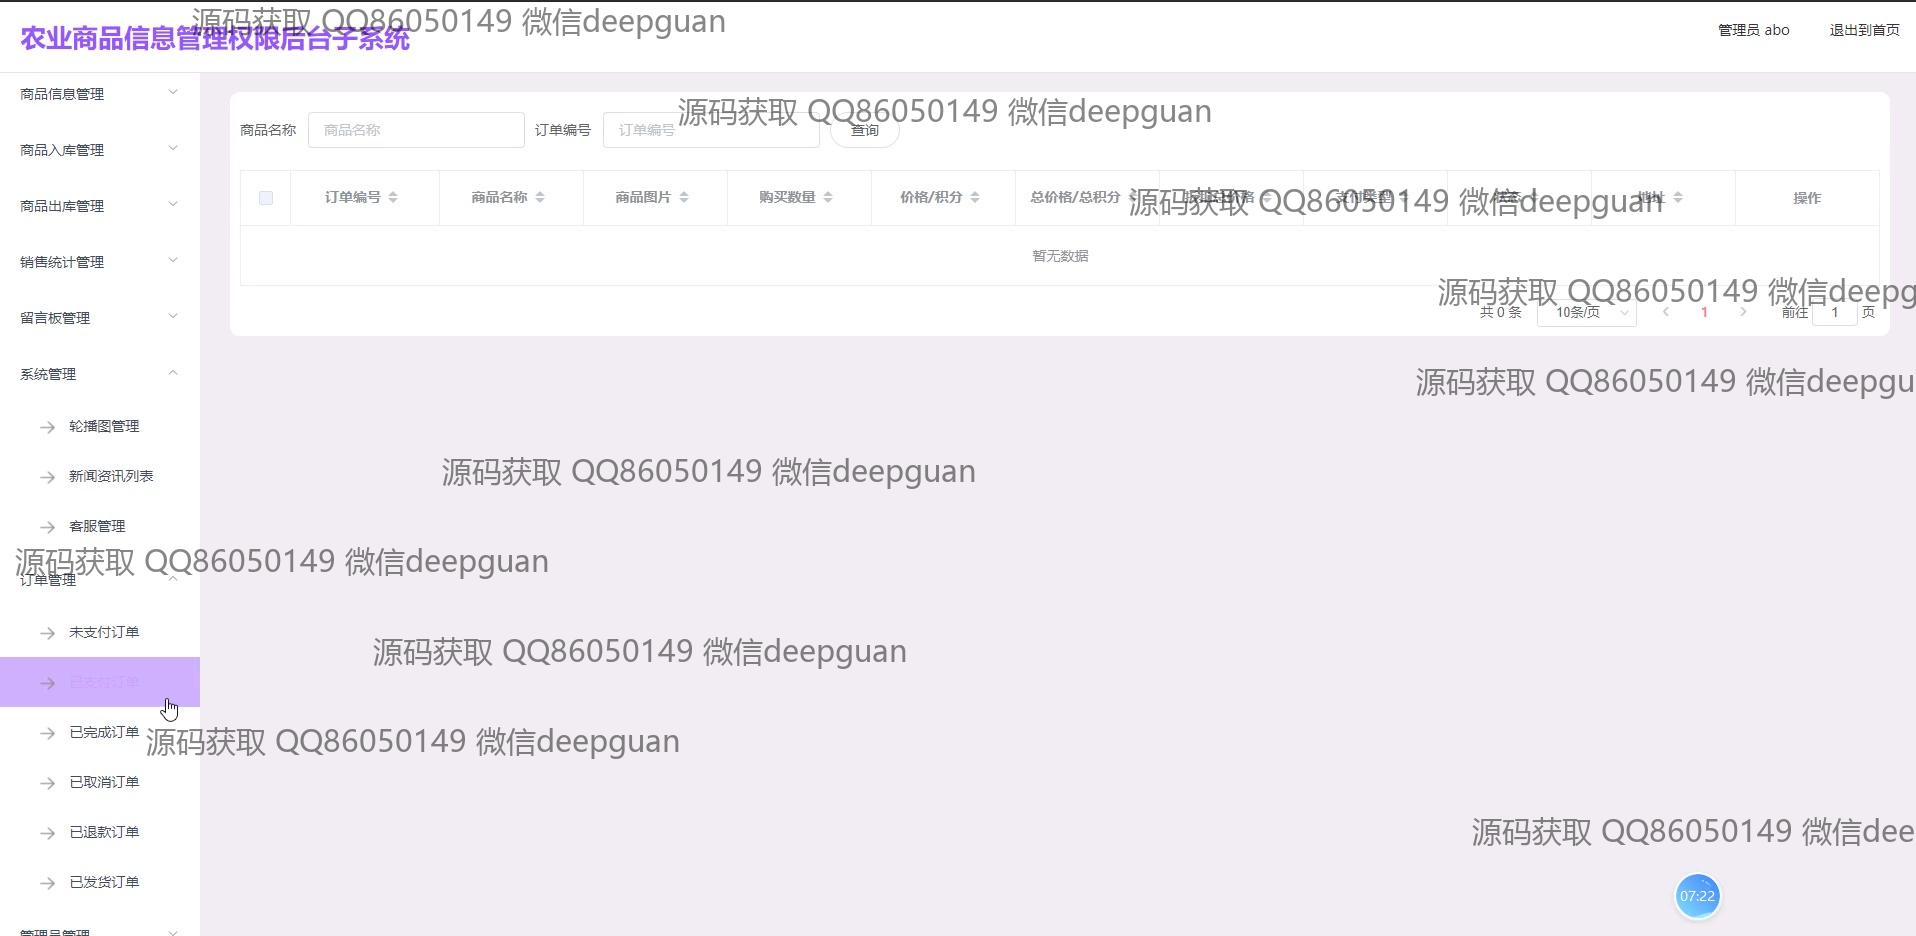 源码获取 QQ86050149 微信deepguan
农业商品信息管理权限后台子系统
管理员 abo
退出到首页
商品信息管理
商品入库管理
商品出库管理
销售统计管理
留言板管理
系统管理
轮播图管理
新闻资讯列表
客服管理
源码获取 QQ86050149 微信deepguan
订单管理
未支付订单
已支付订单
已完成订单
已取消订单
已退款订单
已发货订单
管理员管理
源码获取 QQ86050149 微信deepguan
商品名称 商品名称 订单编号 订单编号 查询
源码获取 QQ86050149 微信deepguan
订单编号 商品名称 商品图片 购买数量 价格/积分 总价格/总积分 支付类型 状态 地址 操作
暂无数据
源码获取 QQ86050149 微信deepg
共 0 条 10条/页 1 前往 1 页
源码获取 QQ86050149 微信deepgu
源码获取 QQ86050149 微信deepguan
源码获取 QQ86050149 微信deepguan
源码获取 QQ86050149 微信deepguan
源码获取 QQ86050149 微信dee
07:22